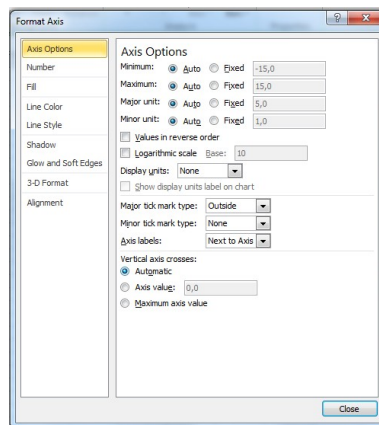 Format Axis
Axis Options
Number
Fill
Line Color
Line Style
Shadow
Glow and Soft Edges
3-D Format
Alignment
Axis Options
Minimum: Auto Fixed -15,0
Maximum: Auto Fixed 15,0
Major unit: Auto Fixed 5,0
Minor unit: Auto Fixed 1,0
Values in reverse order
Logarithmic scale Base: 10
Display units: None
Show display units label on chart
Major tick mark type: Outside
Minor tick mark type: None
Axis labels: Next to Axis
Vertical axis crosses:
Automatic
Axis value: 0,0
Maximum axis value
Close